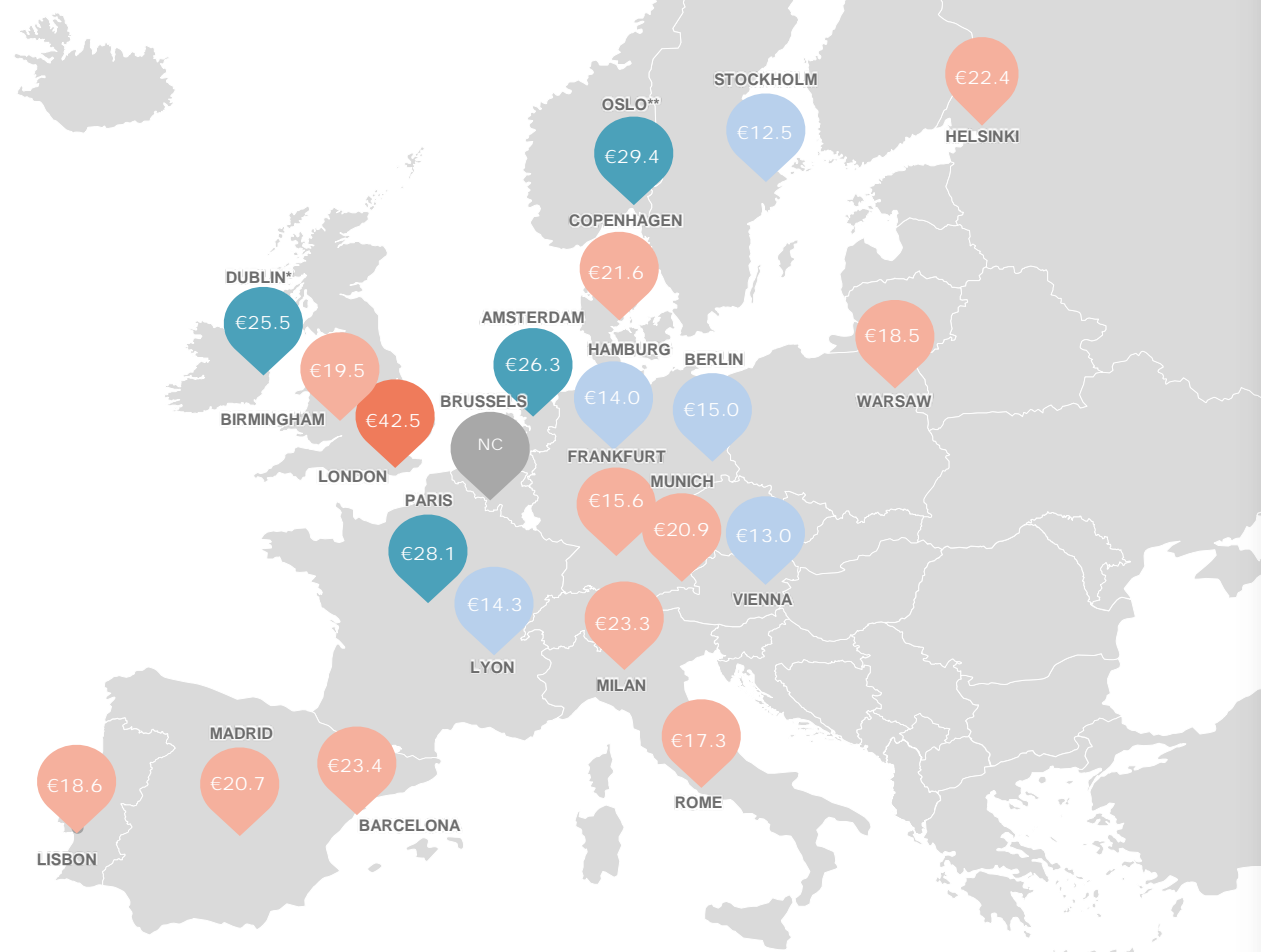 STOCKHOLM
€12.5
€22.4
HELSINKI
OSLO**
€29.4
COPENHAGEN
€21.6
DUBLIN*
€25.5
AMSTERDAM
€26.3
HAMBURG
€14.0
BERLIN
€15.0
€18.5
WARSAW
€19.5
BIRMINGHAM
€42.5
LONDON
BRUSSELS
NC
FRANKFURT
€15.6
MUNICH
€20.9
€13.0
VIENNA
PARIS
€28.1
€14.3
LYON
€23.3
MILAN
€17.3
ROME
MADRID
€20.7
€23.4
BARCELONA
€18.6
LISBON